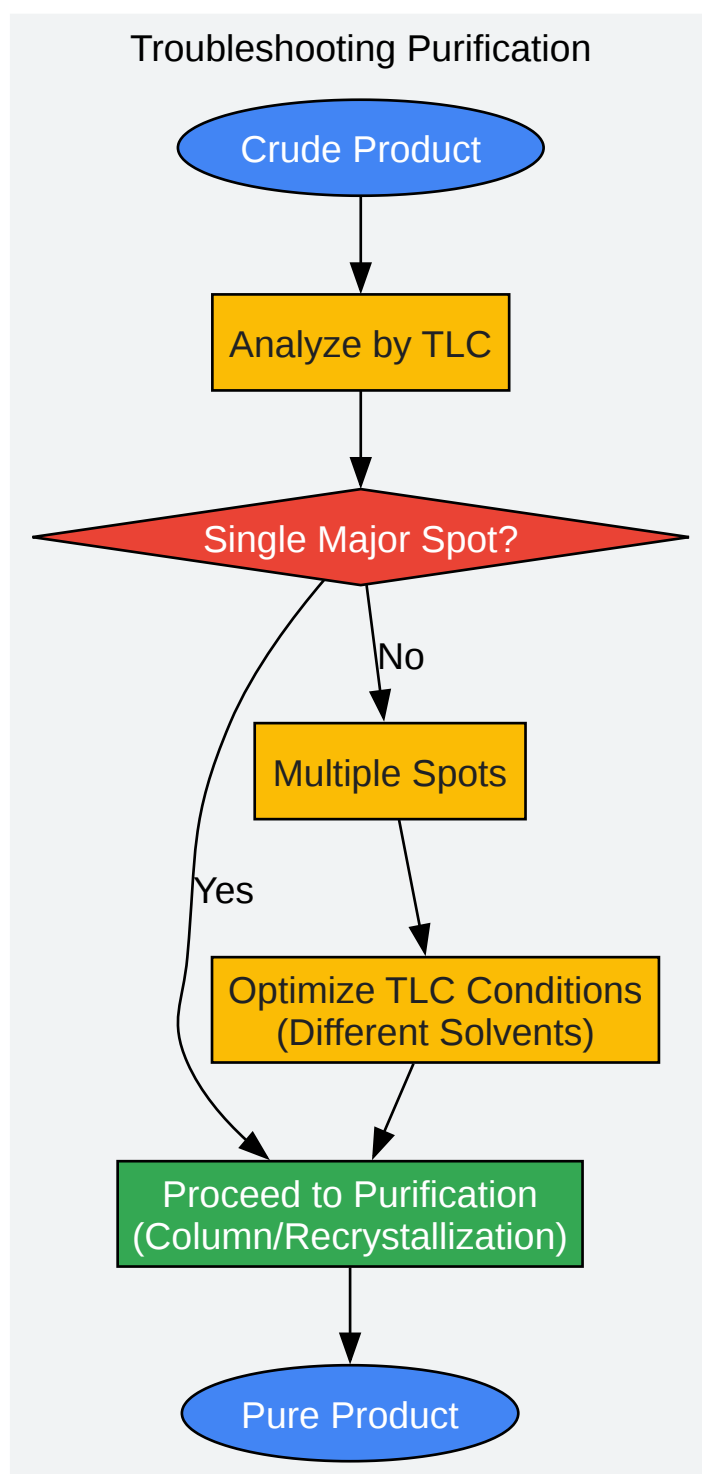 Troubleshooting Purification
Crude Product
Analyze by TLC
Single Major Spot?
No
Multiple Spots
Yes
Optimize TLC Conditions
(Different Solvents)
Proceed to Purification
(Column/Recrystallization)
Pure Product